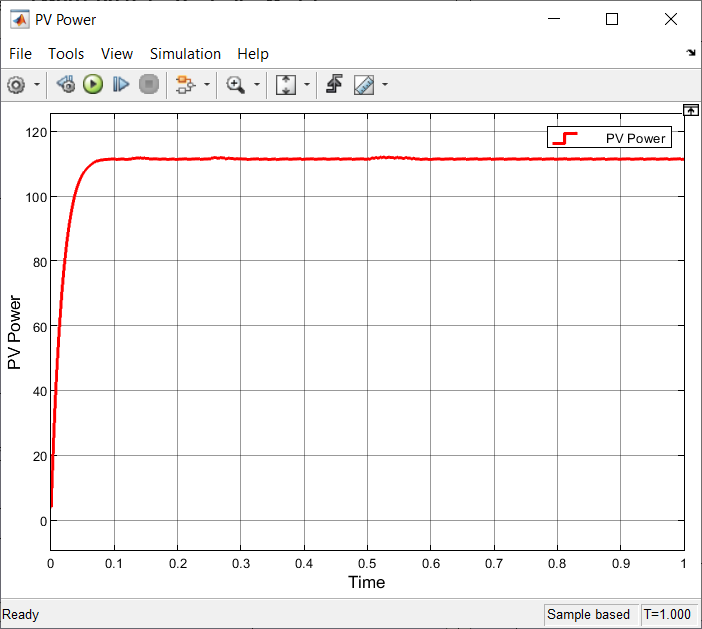 PV Power
File Tools View Simulation Help
PV Power
120
100
80
60
40
20
0
PV Power
0 0.1 0.2 0.3 0.4 0.5 0.6 0.7 0.8 0.9 1
Time
Ready Sample based T=1.000